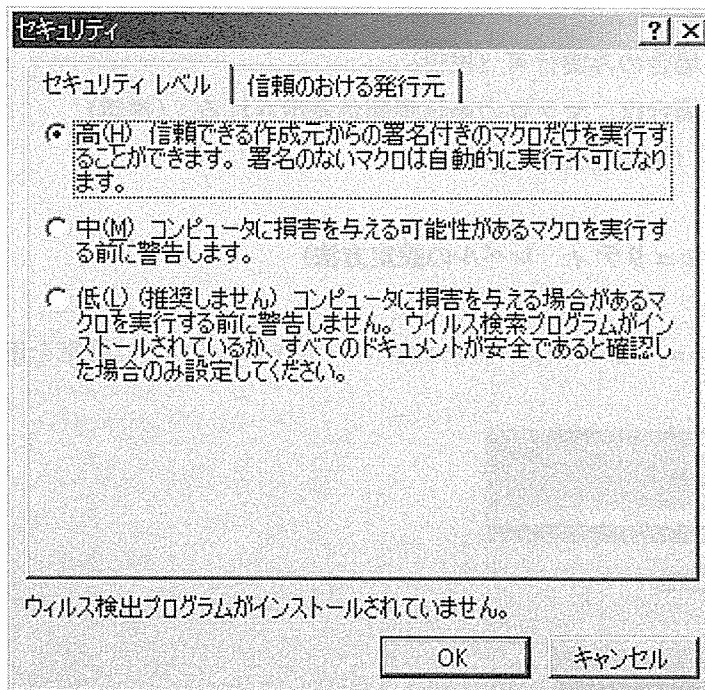 セキュリティ
? ×
セキュリティ レベル 信頼のおける発行元
高(H) 信頼できる作成元からの署名付きのマクロだけを実行す
ることができます。署名のないマクロは自動的に実行不可になり
ます。
中(M) コンピュータに損害を与える可能性があるマクロを実行す
る前に警告します。
低(L) (推奨しません) コンピュータに損害を与える場合があるマ
クロを実行する前に警告しません。ウイルス検索プログラムがイン
ストールされているか、すべてのドキュメントが安全であると確認し
た場合のみ設定してください。
ウィルス検出プログラムがインストールされていません。
OK キャンセル